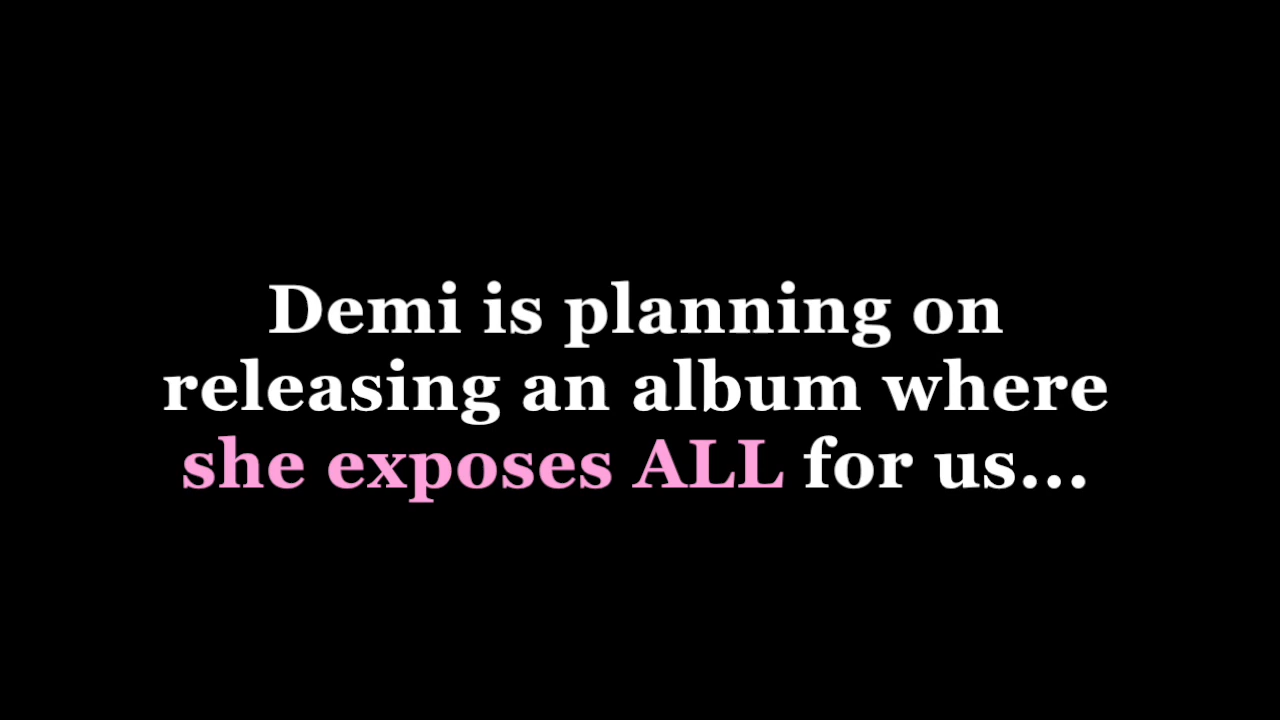 Demi is planning on
releasing an album where
she exposes ALL for us...